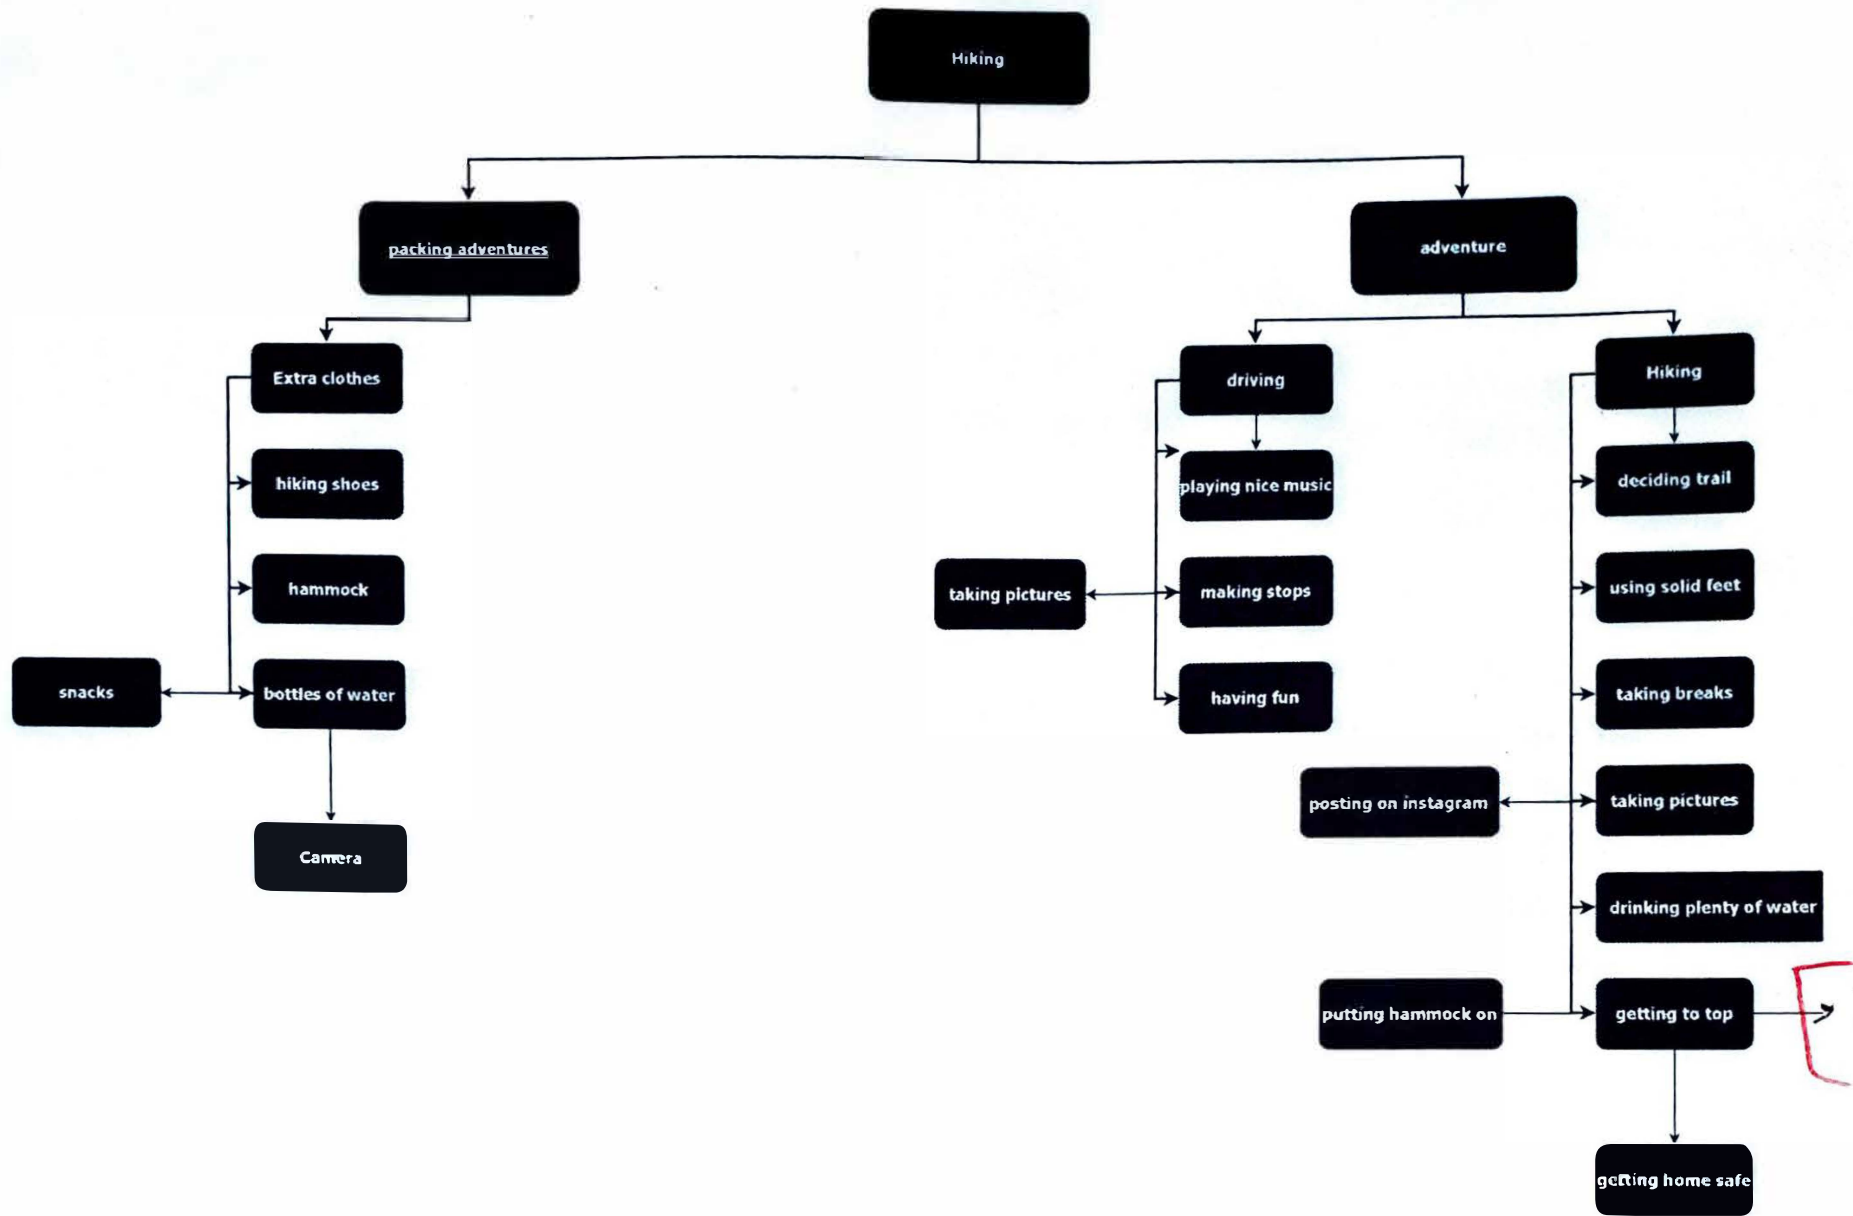 Hiking
packing adventures
adventure
Extra clothes
driving
Hiking
hiking shoes
playing nice music
deciding trail
hammock
taking pictures
making stops
using solid feet
snacks
bottles of water
having fun
taking breaks
posting on instagram
taking pictures
Camera
drinking plenty of water
putting hammock on
getting to top
getting home safe